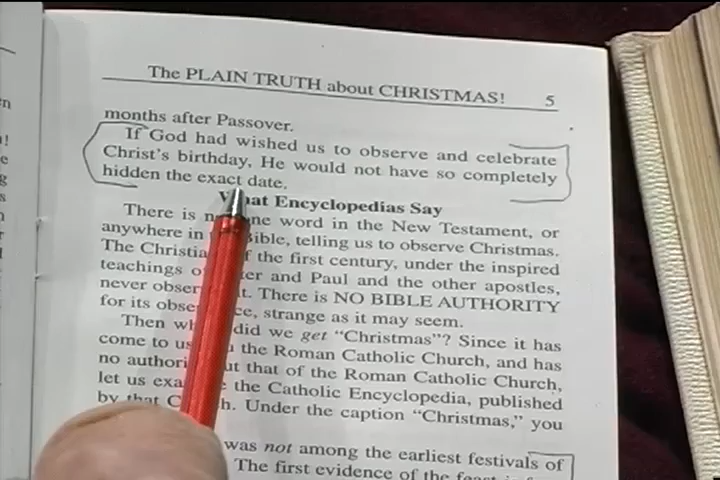 The PLAIN TRUTH about CHRISTMAS! 5
months after Passover.
If God had wished us to observe and celebrate
Christ's birthday, He would not have so completely
hidden the exact date.
What Encyclopedias Say
There is one word in the New Testament, or
anywhere in Bible, telling us to observe Christmas.
The Christia f the first century, under the inspired
teachings o er and Paul and the other apostles,
never obser t. There is NO BIBLE AUTHORITY
for its obse ce, strange as it may seem.
Then wh did we get "Christmas"? Since it has
come to us the Roman Catholic Church, and has
no authori ut that of the Roman Catholic Church,
let us exa e the Catholic Encyclopedia, published
by that C h. Under the caption "Christmas," you
was not among the earliest festivals of
The first evidence of the feast